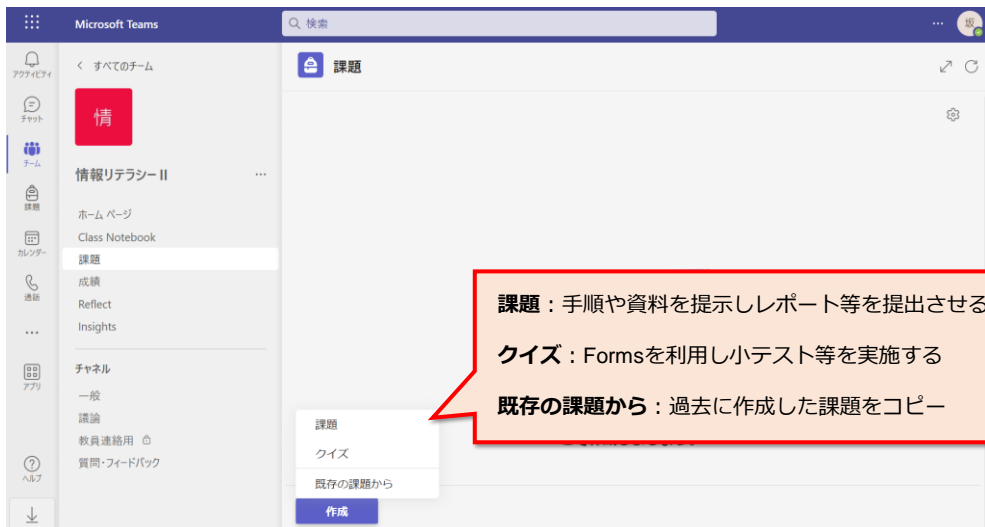 Microsoft Teams
検索
坂
アクティビティ
チャット
チーム
課題
カレンダー
通話
アプリ
ヘルプ
すべてのチーム
情
情報リテラシーⅡ
ホーム ページ
Class Notebook
課題
成績
Reflect
Insights
チャネル
一般
議論
教員連絡用
質問・フィードバック
課題
課題：手順や資料を提示しレポート等を提出させる
クイズ：Formsを利用し小テスト等を実施する
既存の課題から：過去に作成した課題をコピー
課題
クイズ
既存の課題から
作成